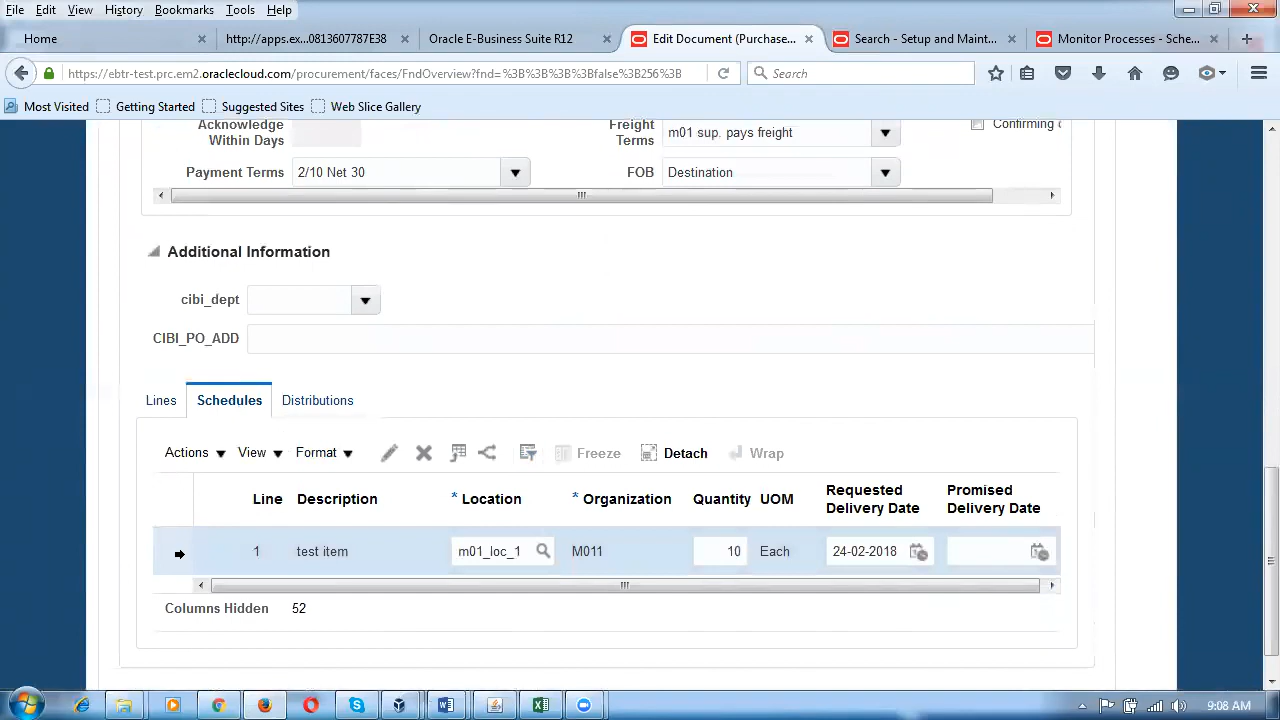 File Edit View History Bookmarks Tools Help
Home http://apps.ex...0813607787E38 Oracle E-Business Suite R12 Edit Document (Purchase... Search - Setup and Maint... Monitor Processes - Sche...
https://ebtr-test.prc.em2.oraclecloud.com/procurement/faces/FndOverview?fnd=%3B%3B%3B%3Bfalse%3B256%3B Search
Most Visited Getting Started Suggested Sites Web Slice Gallery
Acknowledge Within Days Freight Terms m01 sup. pays freight Confirming
Payment Terms 2/10 Net 30 FOB Destination
Additional Information
cibi_dept
CIBI_PO_ADD
Lines Schedules Distributions
Actions View Format Freeze Detach Wrap
Line Description * Location * Organization Quantity UOM Requested Delivery Date Promised Delivery Date
1 test item m01_loc_1 M011 10 Each 24-02-2018
Columns Hidden 52
9:08 AM